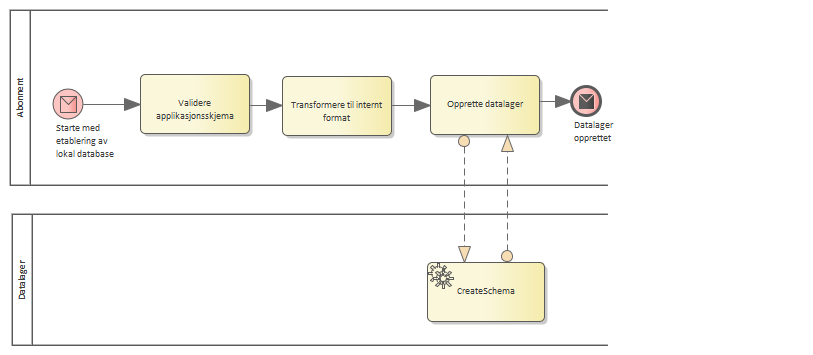 Abonnent
Starte med
etablering av
lokal database
Validere
applikasjonsskjema
Transformere til internt
format
Opprette datalager
Datalager
opprettet
Datalager
CreateSchema